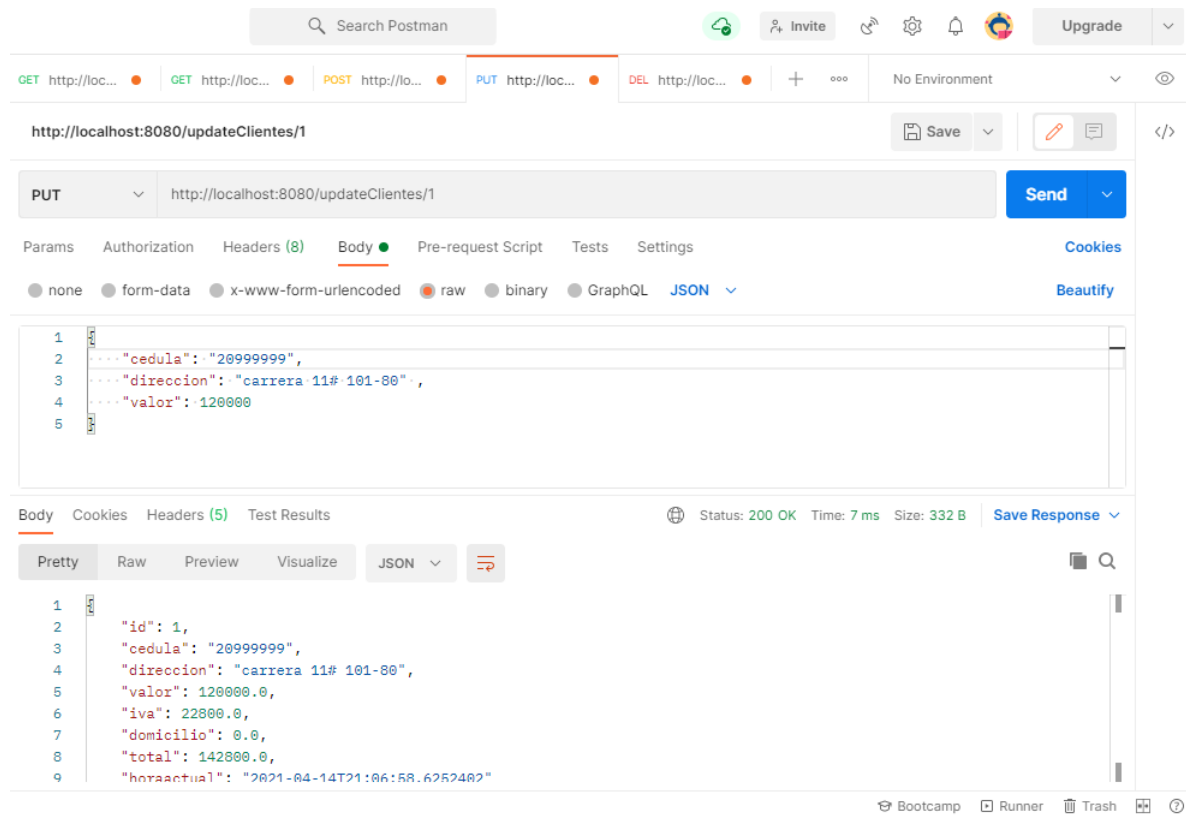 Search Postman
Invite
Upgrade
GET http://loc...
GET http://loc...
POST http://lo...
PUT http://loc...
DEL http://loc...
No Environment
http://localhost:8080/updateClientes/1
Save
PUT
http://localhost:8080/updateClientes/1
Send
Params Authorization Headers (8) Body Pre-request Script Tests Settings Cookies
none form-data x-www-form-urlencoded raw binary GraphQL JSON Beautify
1 {
2 "cedula": "20999999",
3 "direccion": "carrera 11# 101-80" ,
4 "valor": 120000
5 }
Body Cookies Headers (5) Test Results Status: 200 OK Time: 7 ms Size: 332 B Save Response
Pretty Raw Preview Visualize JSON
1 {
2 "id": 1,
3 "cedula": "20999999",
4 "direccion": "carrera 11# 101-80",
5 "valor": 120000.0,
6 "iva": 22800.0,
7 "domicilio": 0.0,
8 "total": 142800.0,
9 "horaactual": "2021-04-14T21:06:58.6252402"
Bootcamp Runner Trash